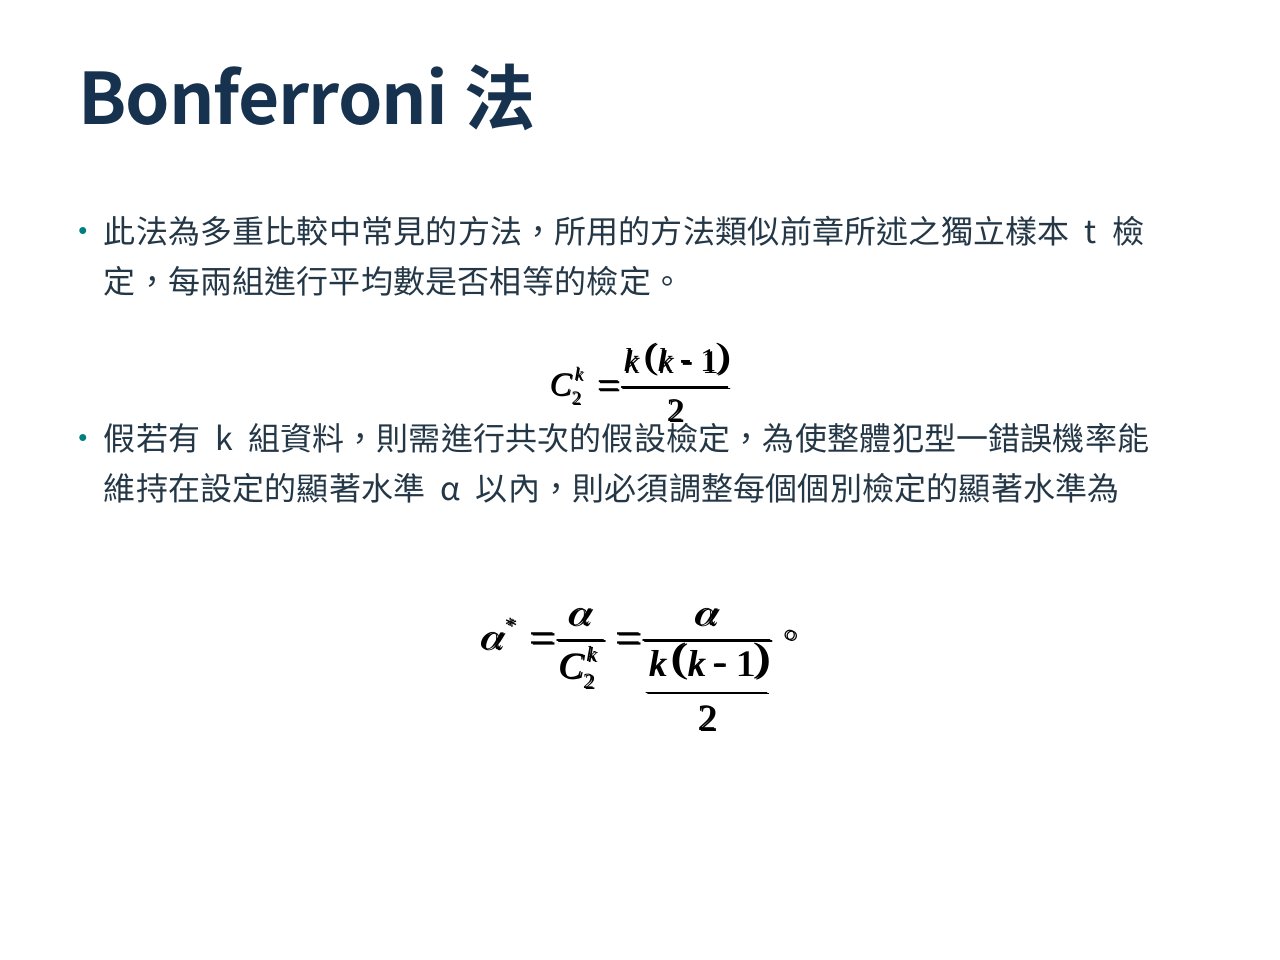 Bonferroni 法
• 此法為多重比較中常見的方法，所用的方法類似前章所述之獨立樣本 t 檢
定，每兩組進行平均數是否相等的檢定。
C₂ᵏ = k(k - 1) / 2
• 假若有 k 組資料，則需進行共次的假設檢定，為使整體犯型一錯誤機率能
維持在設定的顯著水準 α 以內，則必須調整每個個別檢定的顯著水準為
α* = α / C₂ᵏ = α / (k(k - 1) / 2) 。